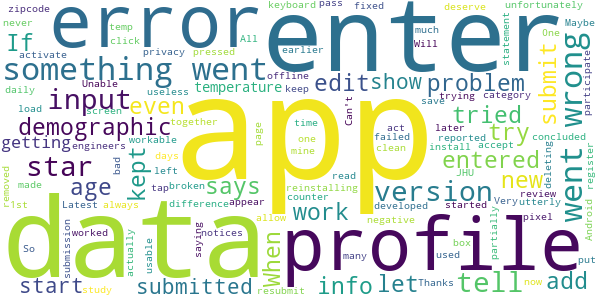 zipcode never temp click privacy activate error keyboard pass fixed earlier pressed All enter unfortunately much deserve Will statement One
If something went Unable useless offline keep temperature edit show problem trying category submit wrong participate
daily load screen input even app Can't save
demographic engineers together page time one mine act failed clean tried later reported install accept try workable concluded
getting star bad kept days left tap says broken reinstalling difference counter read version entered JHU new deleting went Android register
removed made age appear work developed started Very utterly review
1st Latest always data allow negative profile pixel partially
So submission worked actually usable saying notices When many info used box let tell now add put
start study submitted resubmit Thanks